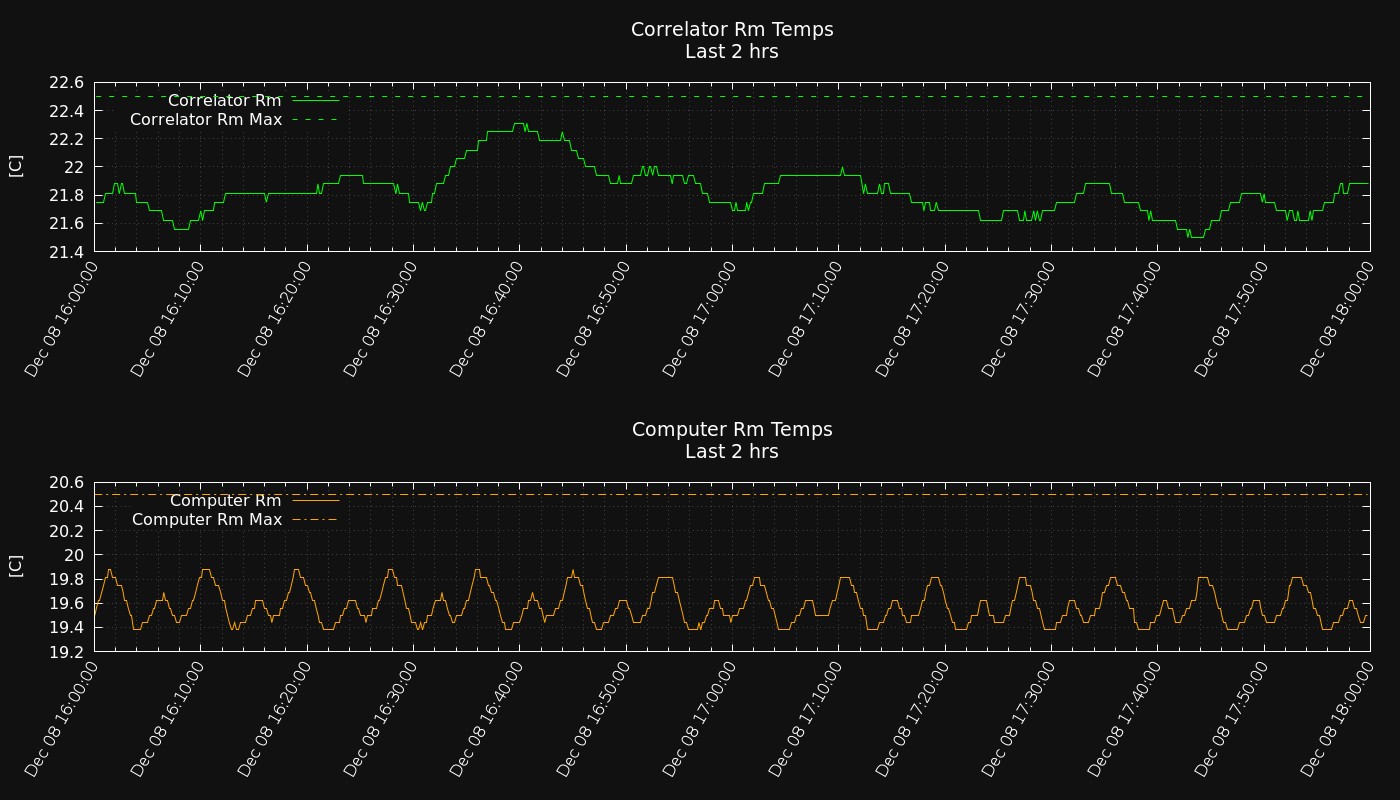 Correlator Rm Temps
Last 2 hrs
22.6
22.4
22.2
22
21.8
21.6
21.4
[C]
Correlator Rm
Correlator Rm Max
Dec 08 16:00:00
Dec 08 16:10:00
Dec 08 16:20:00
Dec 08 16:30:00
Dec 08 16:40:00
Dec 08 16:50:00
Dec 08 17:00:00
Dec 08 17:10:00
Dec 08 17:20:00
Dec 08 17:30:00
Dec 08 17:40:00
Dec 08 17:50:00
Dec 08 18:00:00
Computer Rm Temps
Last 2 hrs
20.6
20.4
20.2
20
19.8
19.6
19.4
19.2
[C]
Computer Rm
Computer Rm Max
Dec 08 16:00:00
Dec 08 16:10:00
Dec 08 16:20:00
Dec 08 16:30:00
Dec 08 16:40:00
Dec 08 16:50:00
Dec 08 17:00:00
Dec 08 17:10:00
Dec 08 17:20:00
Dec 08 17:30:00
Dec 08 17:40:00
Dec 08 17:50:00
Dec 08 18:00:00